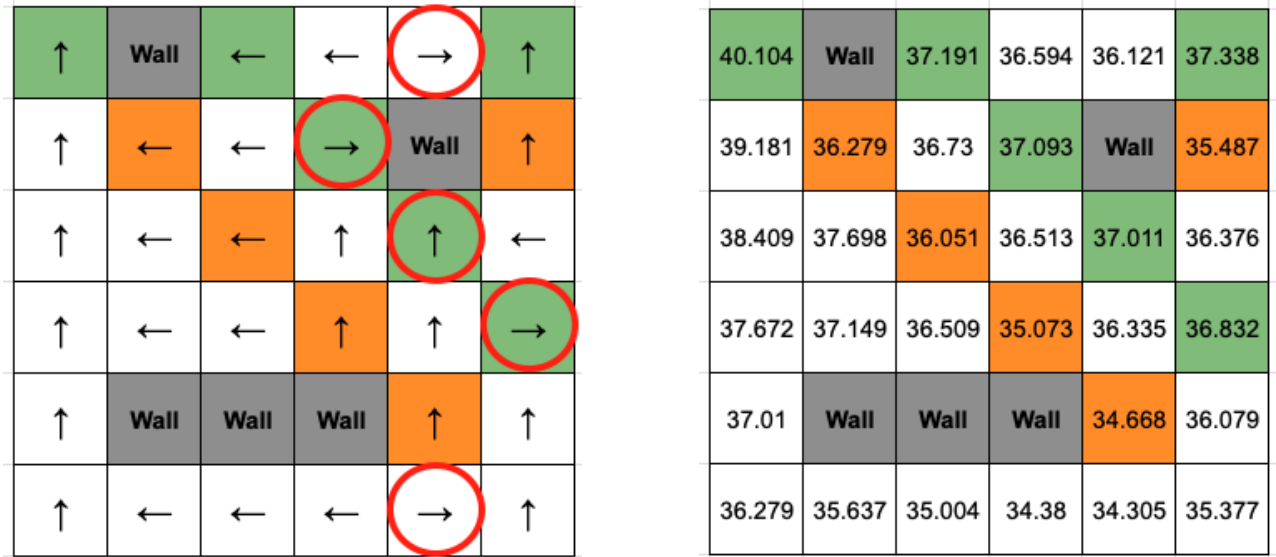 ↑ Wall ← ← → ↑
↑ ← ← → Wall ↑
↑ ← ← ↑ ↑ ←
↑ ← ← ↑ ↑ →
↑ Wall Wall Wall ↑ ↑
↑ ← ← ← → ↑
40.104 Wall 37.191 36.594 36.121 37.338
39.181 36.279 36.73 37.093 Wall 35.487
38.409 37.698 36.051 36.513 37.011 36.376
37.672 37.149 36.509 35.073 36.335 36.832
37.01 Wall Wall Wall 34.668 36.079
36.279 35.637 35.004 34.38 34.305 35.377